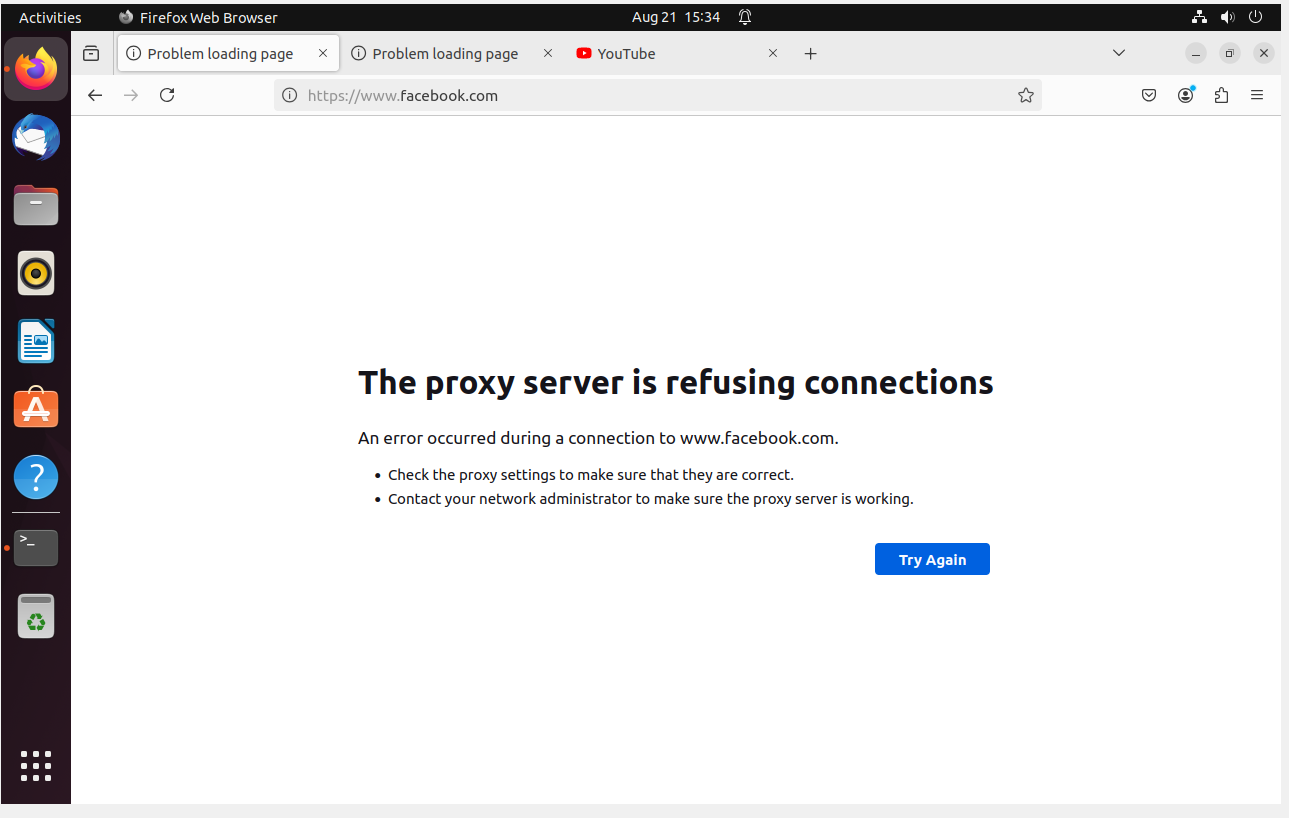 Activities Firefox Web Browser Aug 21 15:34
Problem loading page Problem loading page YouTube
https://www.facebook.com
The proxy server is refusing connections
An error occurred during a connection to www.facebook.com.
• Check the proxy settings to make sure that they are correct.
• Contact your network administrator to make sure the proxy server is working.
Try Again